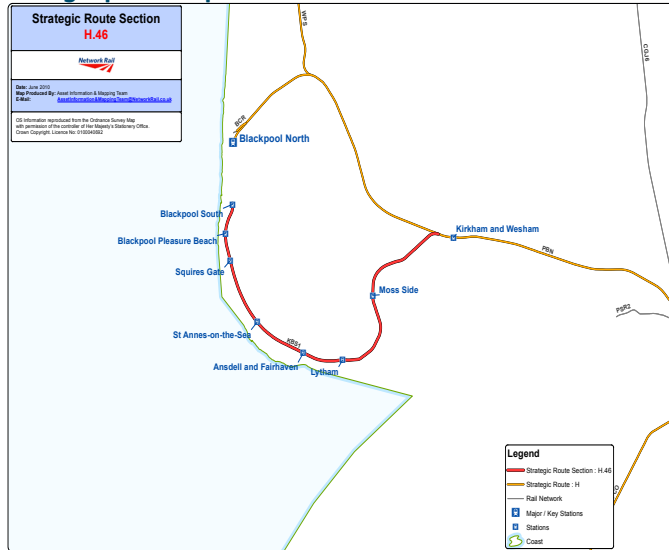 Strategic Route Section
H.46
Network Rail
Date: June 2010
Map Produced By: Asset Information & Mapping Team
E-Mail: AssetInformation&MappingTeam@NetworkRail.co.uk
OS Information reproduced from the Ordnance Survey Map
with permission of the controller of Her Majesty's Stationery Office.
Crown Copyright. Licence No: 0100040692
WPS
CGJ6
BCR
Blackpool North
Blackpool South
Kirkham and Wesham
Blackpool Pleasure Beach
PBN
Squires Gate
Moss Side
PSR2
St Annes-on-the-Sea
KBS1
Ansdell and Fairhaven
Lytham
Legend
Strategic Route Section : H.46
Strategic Route : H
Rail Network
Major / Key Stations
Stations
Coast